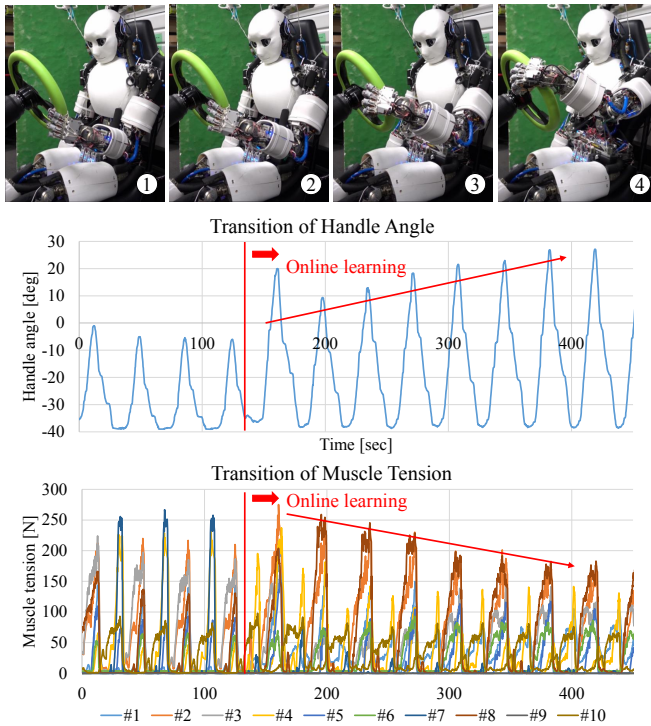 1 2 3 4
Transition of Handle Angle
Online learning
Handle angle [deg]
30
20
10
0
-10
-20
-30
-40
0 100 200 300 400
Time [sec]
Transition of Muscle Tension
Online learning
Muscle tension [N]
300
250
200
150
100
50
0
0 100 200 300 400
#1 #2 #3 #4 #5 #6 #7 #8 #9 #10